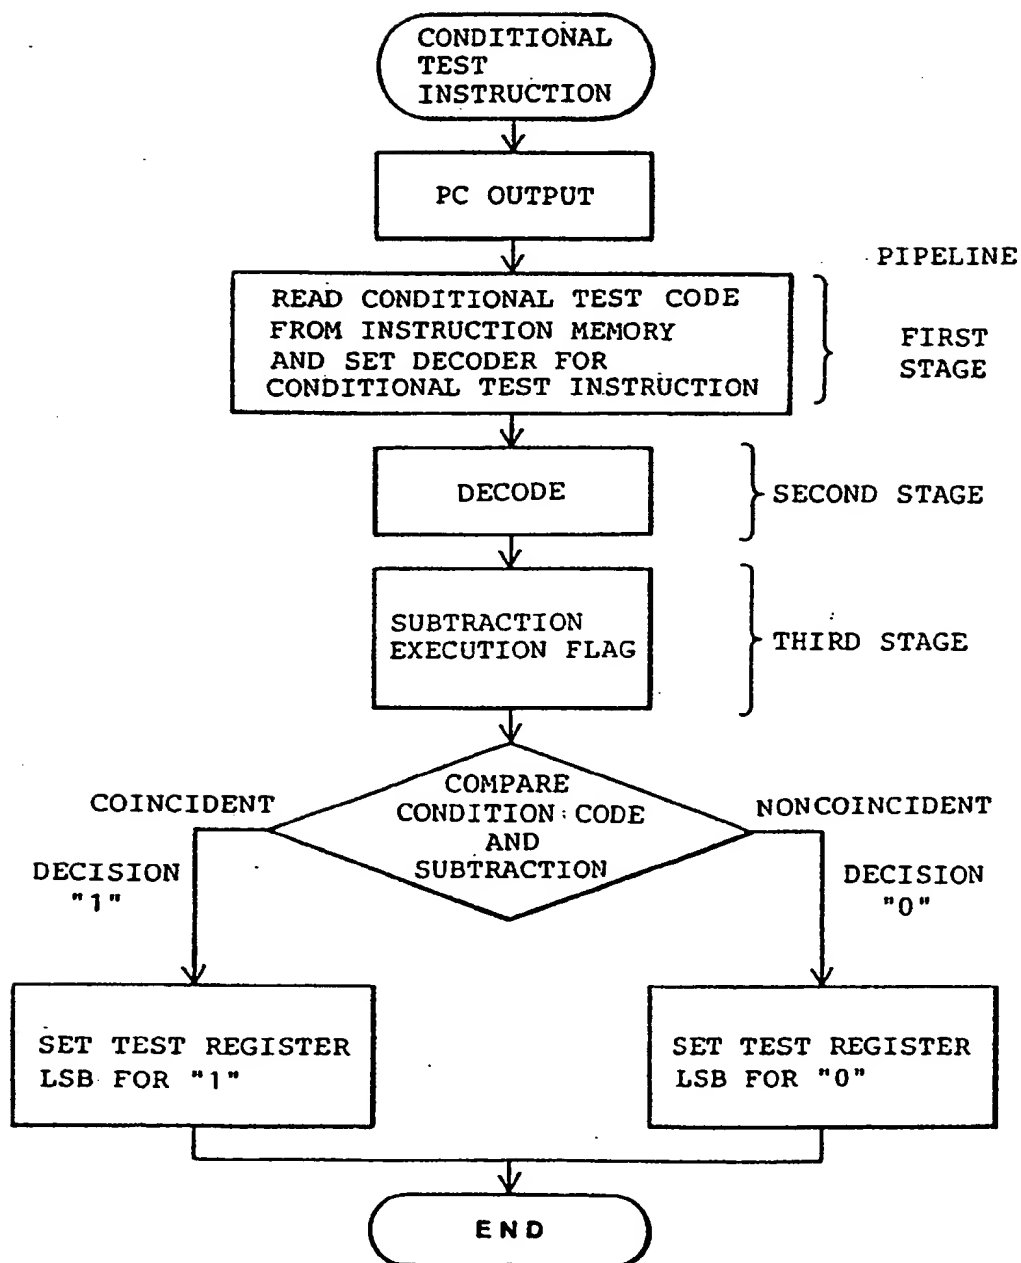 CONDITIONAL
TEST
INSTRUCTION
PC OUTPUT
PIPELINE
READ CONDITIONAL TEST CODE
FROM INSTRUCTION MEMORY
AND SET DECODER FOR
CONDITIONAL TEST INSTRUCTION
FIRST
STAGE
DECODE
SECOND STAGE
SUBTRACTION
EXECUTION FLAG
THIRD STAGE
COMPARE
CONDITION CODE
AND
SUBTRACTION
COINCIDENT
DECISION
"1"
NONCOINCIDENT
DECISION
"0"
SET TEST REGISTER
LSB FOR "1"
SET TEST REGISTER
LSB FOR "0"
END